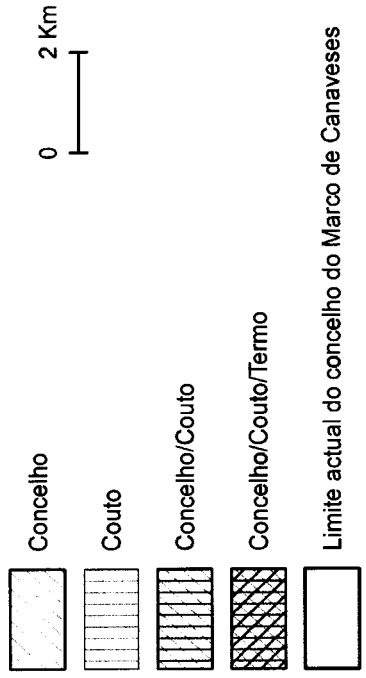 Concelho
Couto
Concelho/Couto
Concelho/Couto/Termo
Limite actual do concelho do Marco de Canaveses
0 2 Km